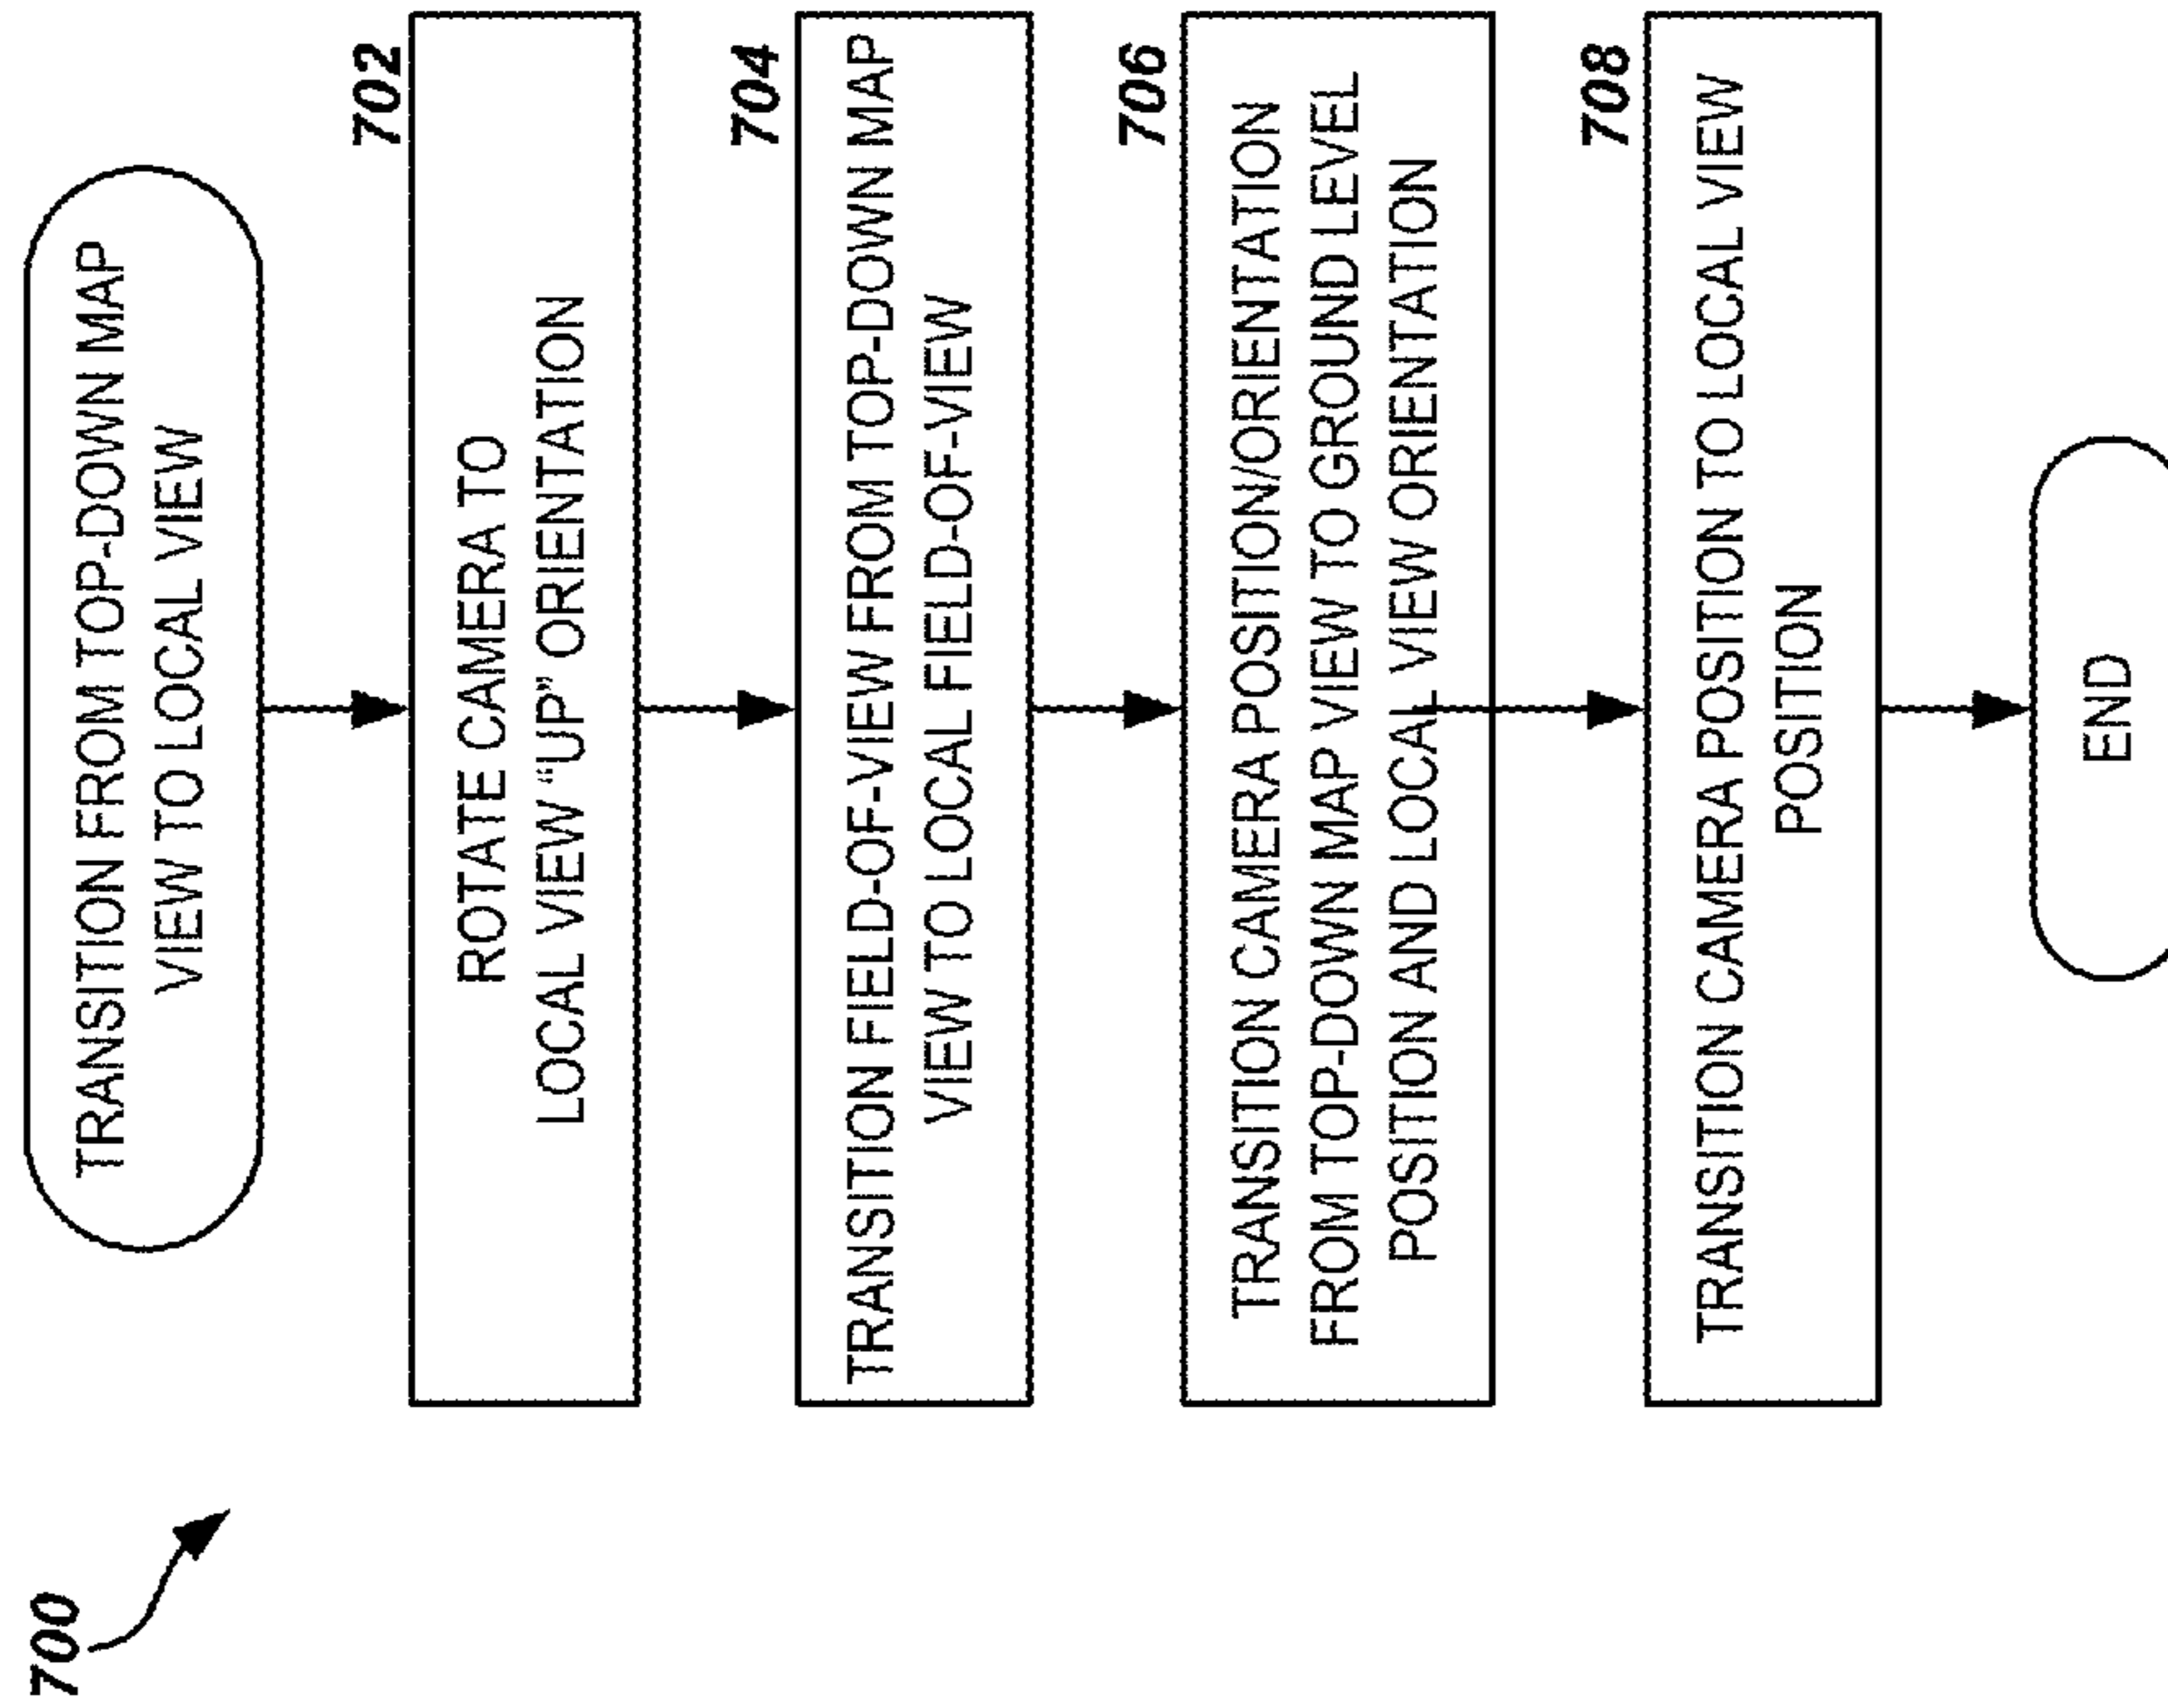 700
TRANSITION FROM TOP-DOWN MAP
VIEW TO LOCAL VIEW
702
ROTATE CAMERA TO
LOCAL VIEW “UP” ORIENTATION
704
TRANSITION FIELD-OF-VIEW FROM TOP-DOWN MAP
VIEW TO LOCAL FIELD-OF-VIEW
706
TRANSITION CAMERA POSITION/ORIENTATION
FROM TOP-DOWN MAP VIEW TO GROUND LEVEL
POSITION AND LOCAL VIEW ORIENTATION
708
TRANSITION CAMERA POSITION TO LOCAL VIEW
POSITION
END